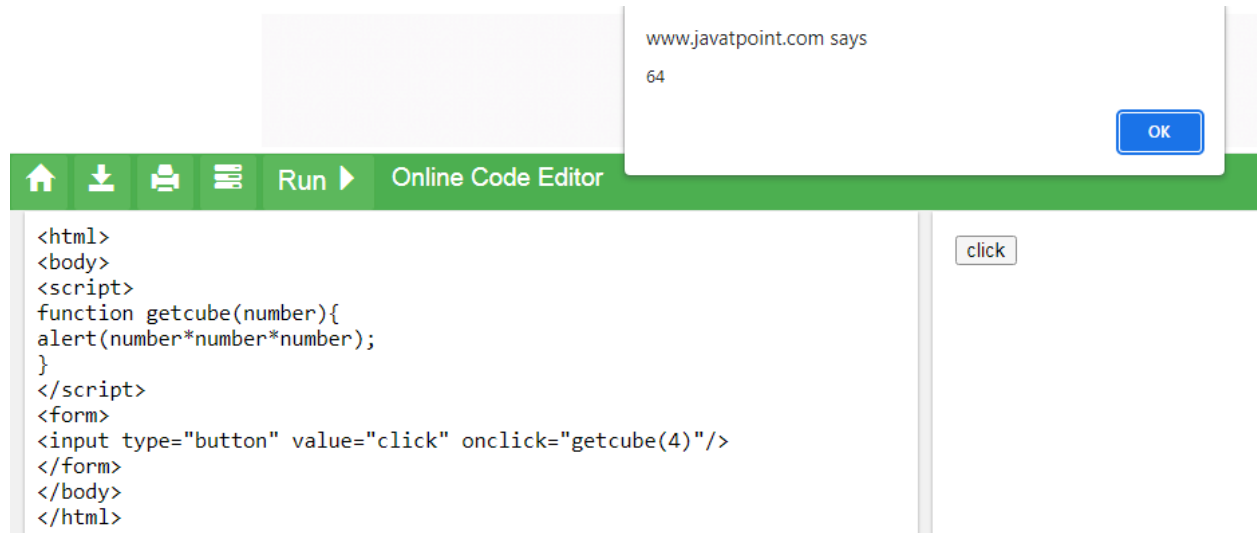 www.javatpoint.com says
64
OK
Run
Online Code Editor
<html>
<body>
<script>
function getcube(number){
alert(number*number*number);
}
</script>
<form>
<input type="button" value="click" onclick="getcube(4)"/>
</form>
</body>
</html>
click